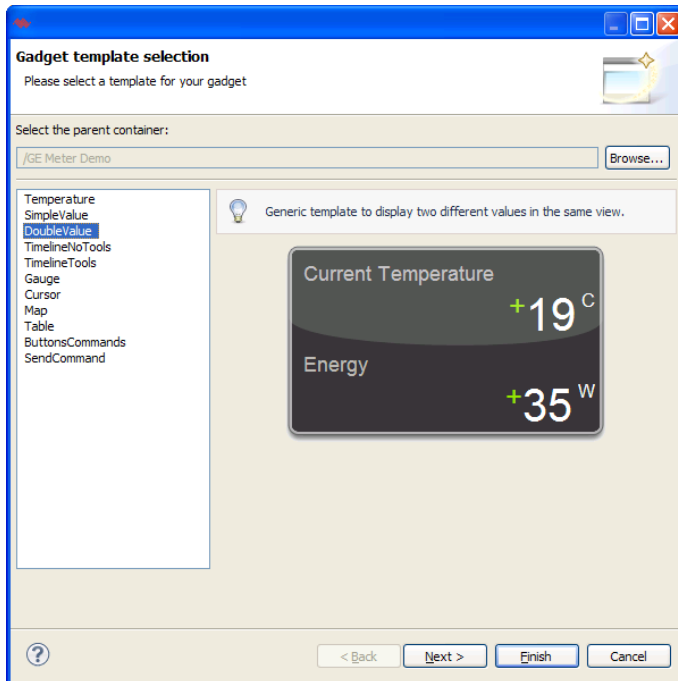 Gadget template selection
Please select a template for your gadget
Select the parent container:
/GE Meter Demo
Browse...
Temperature
SimpleValue
DoubleValue
TimelineNoTools
TimelineTools
Gauge
Cursor
Map
Table
ButtonsCommands
SendCommand
Generic template to display two different values in the same view.
Current Temperature
+19 C
Energy
+35 W
?
< Back
Next >
Finish
Cancel